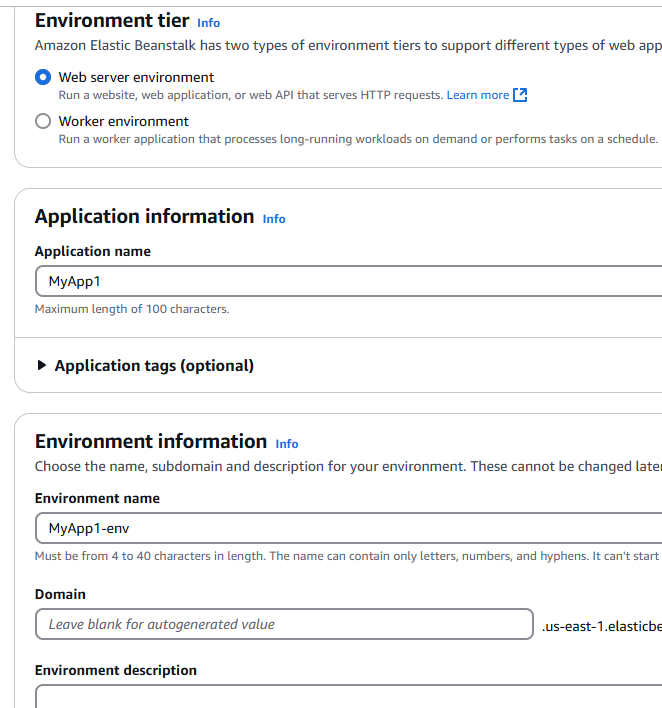 Environment tier Info
Amazon Elastic Beanstalk has two types of environment tiers to support different types of web app
Web server environment
Run a website, web application, or web API that serves HTTP requests. Learn more
Worker environment
Run a worker application that processes long-running workloads on demand or performs tasks on a schedule.
Application information Info
Application name
MyApp1
Maximum length of 100 characters.
Application tags (optional)
Environment information Info
Choose the name, subdomain and description for your environment. These cannot be changed later
Environment name
MyApp1-env
Must be from 4 to 40 characters in length. The name can contain only letters, numbers, and hyphens. It can't start
Domain
Leave blank for autogenerated value
.us-east-1.elasticbe
Environment description